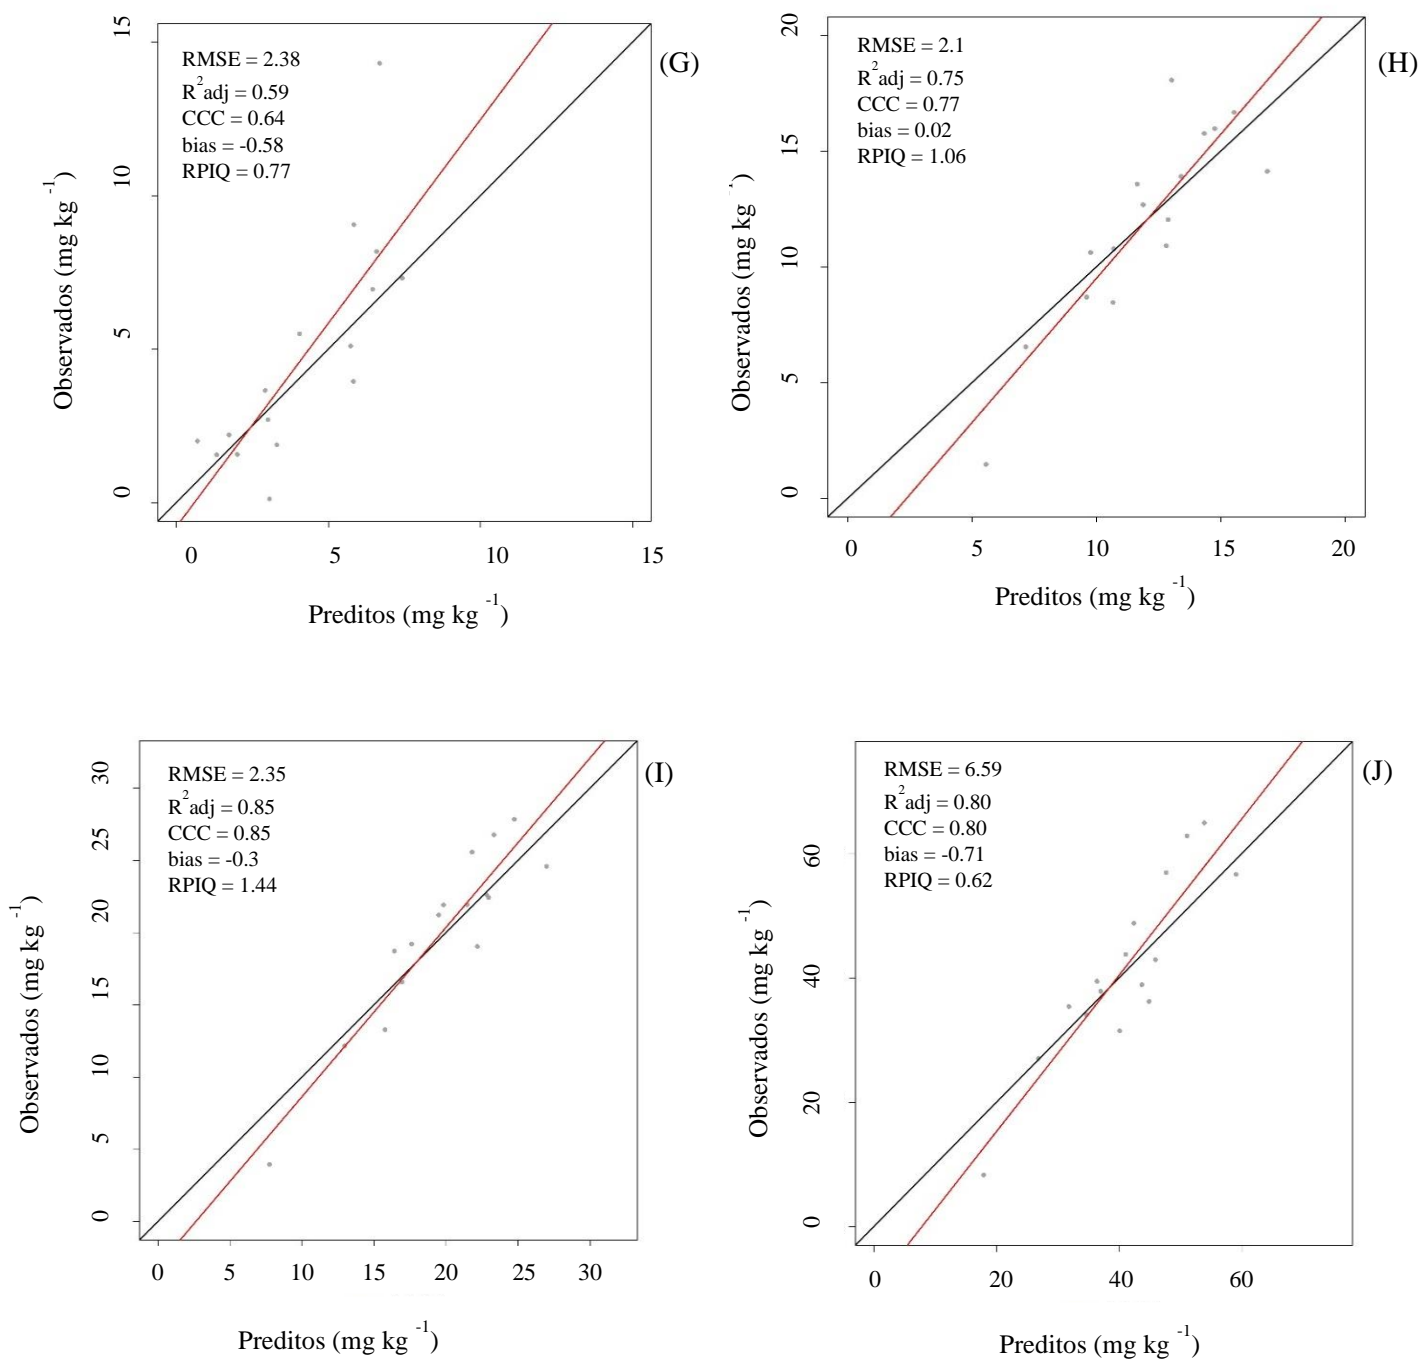 RMSE = 2.38
R²adj = 0.59
CCC = 0.64
bias = -0.58
RPIQ = 0.77
(G)
Observados (mg kg ⁻¹)
15
10
5
0
0 5 10 15
Preditos (mg kg ⁻¹)
RMSE = 2.1
R²adj = 0.75
CCC = 0.77
bias = 0.02
RPIQ = 1.06
(H)
Observados (mg kg )
20
15
10
5
0
0 5 10 15 20
Preditos (mg kg ⁻¹)
RMSE = 2.35
R²adj = 0.85
CCC = 0.85
bias = -0.3
RPIQ = 1.44
(I)
Observados (mg kg ⁻¹)
30
25
20
15
10
5
0
0 5 10 15 20 25 30
Preditos (mg kg ⁻¹)
RMSE = 6.59
R²adj = 0.80
CCC = 0.80
bias = -0.71
RPIQ = 0.62
(J)
Observados (mg kg ⁻¹)
60
40
20
0
0 20 40 60
Preditos (mg kg ⁻¹)